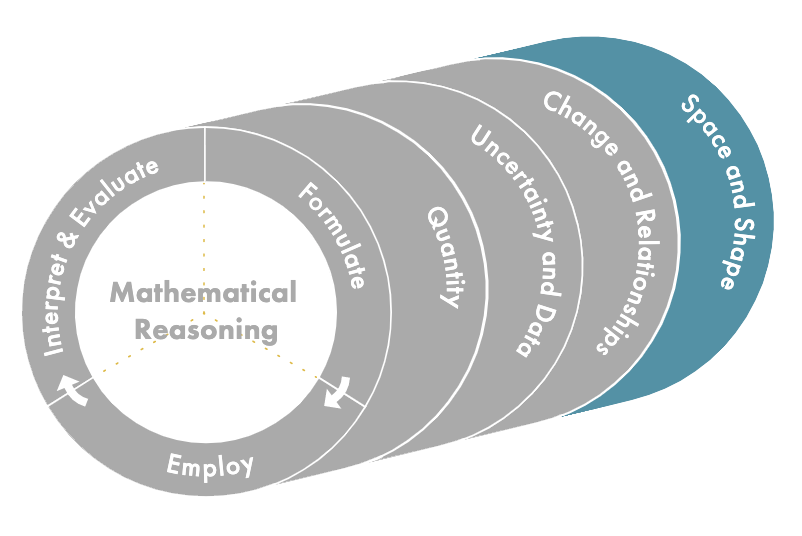 Interpret & Evaluate
Formulate
Employ
Mathematical
Reasoning
Quantity
Uncertainty and Data
Change and Relationships
Space and Shape